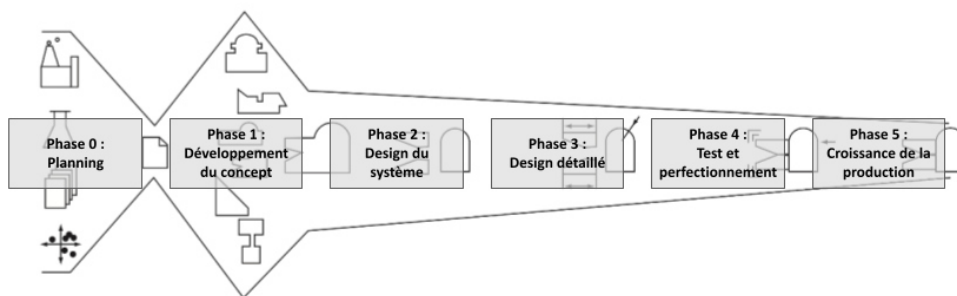 Phase 0 :
Planning
Phase 1 :
Développement
du concept
Phase 2 :
Design du
système
Phase 3 :
Design détaillé
Phase 4 :
Test et
perfectionnement
Phase 5 :
Croissance de la
production